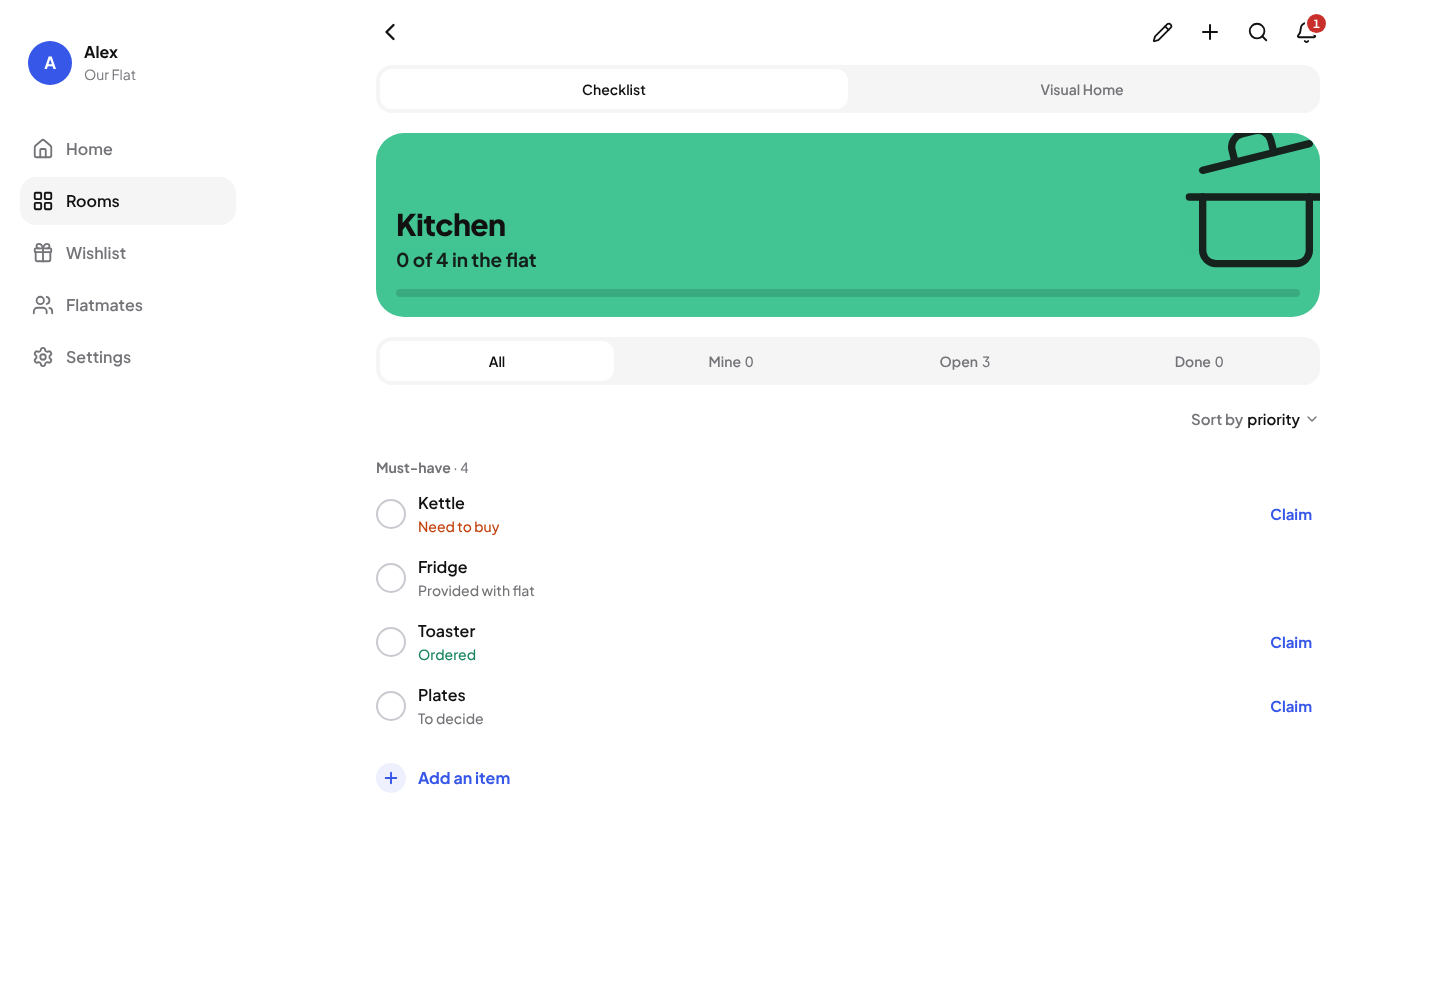 A
Alex
Our Flat
Home
Rooms
Wishlist
Flatmates
Settings
1
Checklist
Visual Home
Kitchen
0 of 4 in the flat
All
Mine 0
Open 3
Done 0
Sort by priority
Must-have · 4
Kettle
Need to buy
Claim
Fridge
Provided with flat
Toaster
Ordered
Claim
Plates
To decide
Claim
Add an item